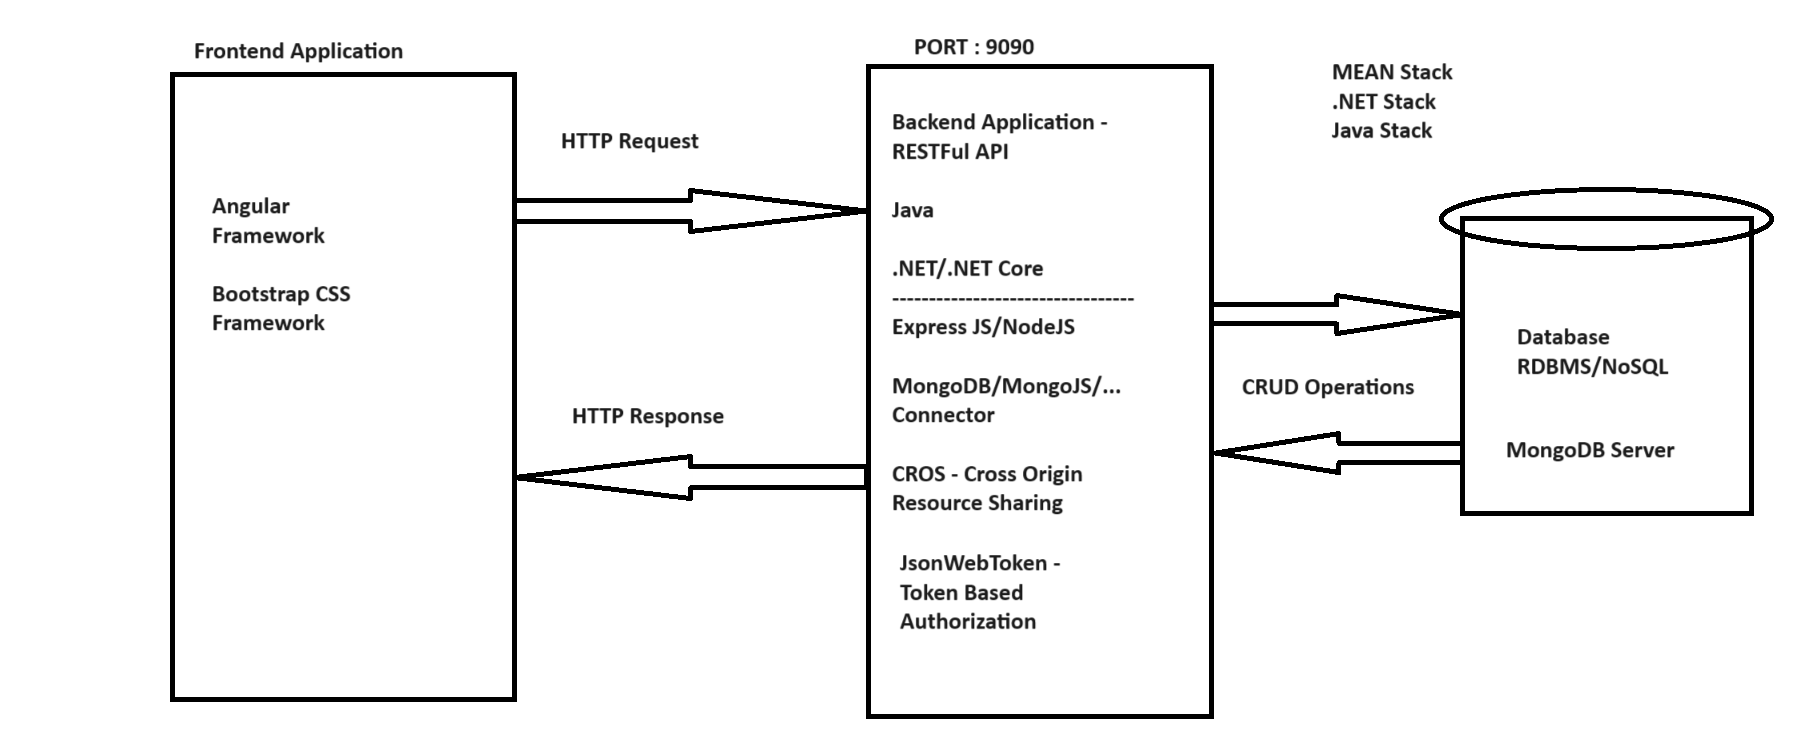 Frontend Application
Angular
Framework
Bootstrap CSS
Framework
HTTP Request
HTTP Response
PORT : 9090
Backend Application -
RESTFul API
Java
.NET/.NET Core
---------------------------------
Express JS/NodeJS
MongoDB/MongoJS/...
Connector
CROS - Cross Origin
Resource Sharing
JsonWebToken -
Token Based
Authorization
MEAN Stack
.NET Stack
Java Stack
CRUD Operations
Database
RDBMS/NoSQL
MongoDB Server